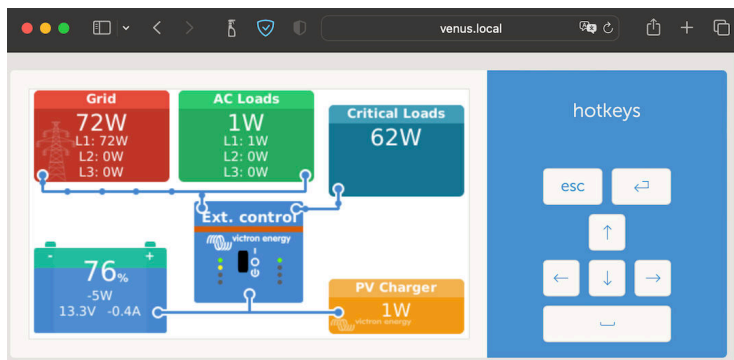 venus.local
Grid
72W
L1: 72W
L2: 0W
L3: 0W
AC Loads
1W
L1: 1W
L2: 0W
L3: 0W
Critical Loads
62W
Ext. control
victron energy
I
O
- +
76%
-5W
13.3V -0.4A
PV Charger
1W
victron energy
hotkeys
esc